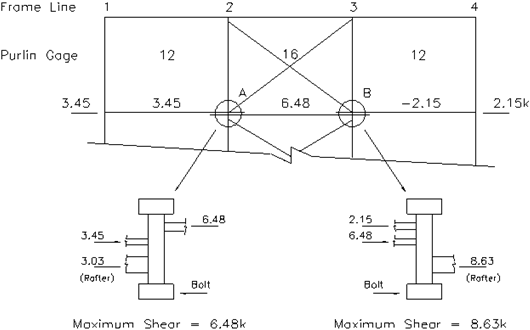 Frame Line 1 2 3 4
Purlin Gage 12 16 12
A B
3.45 3.45 6.48 -2.15 2.15k
6.48 2.15
3.45 6.48
3.03 8.63
(Rafter) (Rafter)
Bolt Bolt
Maximum Shear = 6.48k Maximum Shear = 8.63k